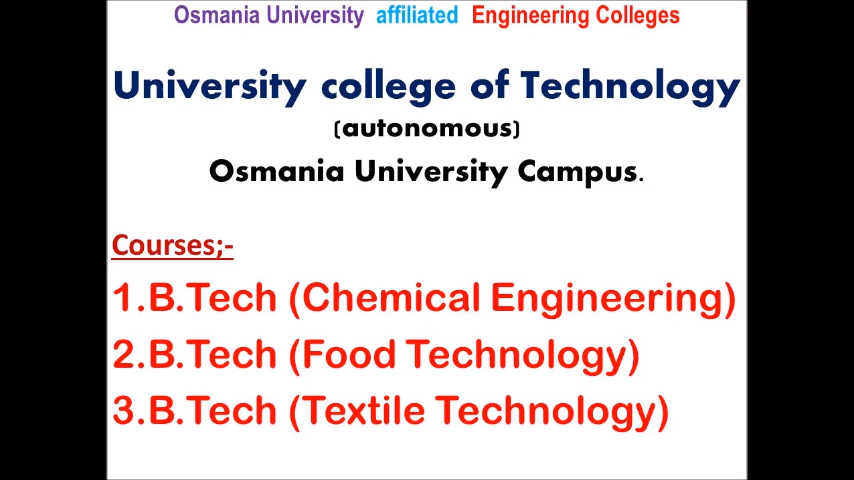 Osmania University affiliated Engineering Colleges
University college of Technology
(autonomous)
Osmania University Campus.
Courses;-
1.B.Tech (Chemical Engineering)
2.B.Tech (Food Technology)
3.B.Tech (Textile Technology)